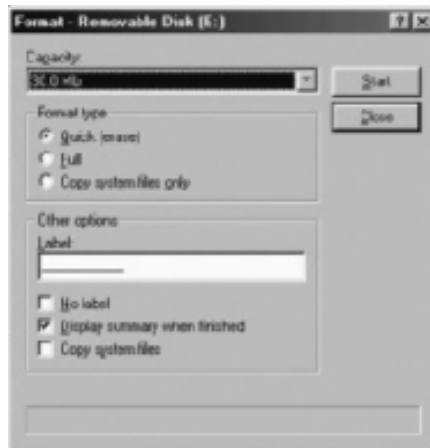 Format - Removable Disk (E:)
Capacity:
Start
Format type
Close
Quick (erase)
Full
Copy system files only
Other options
Label:
No label
Display summary when finished
Copy system files